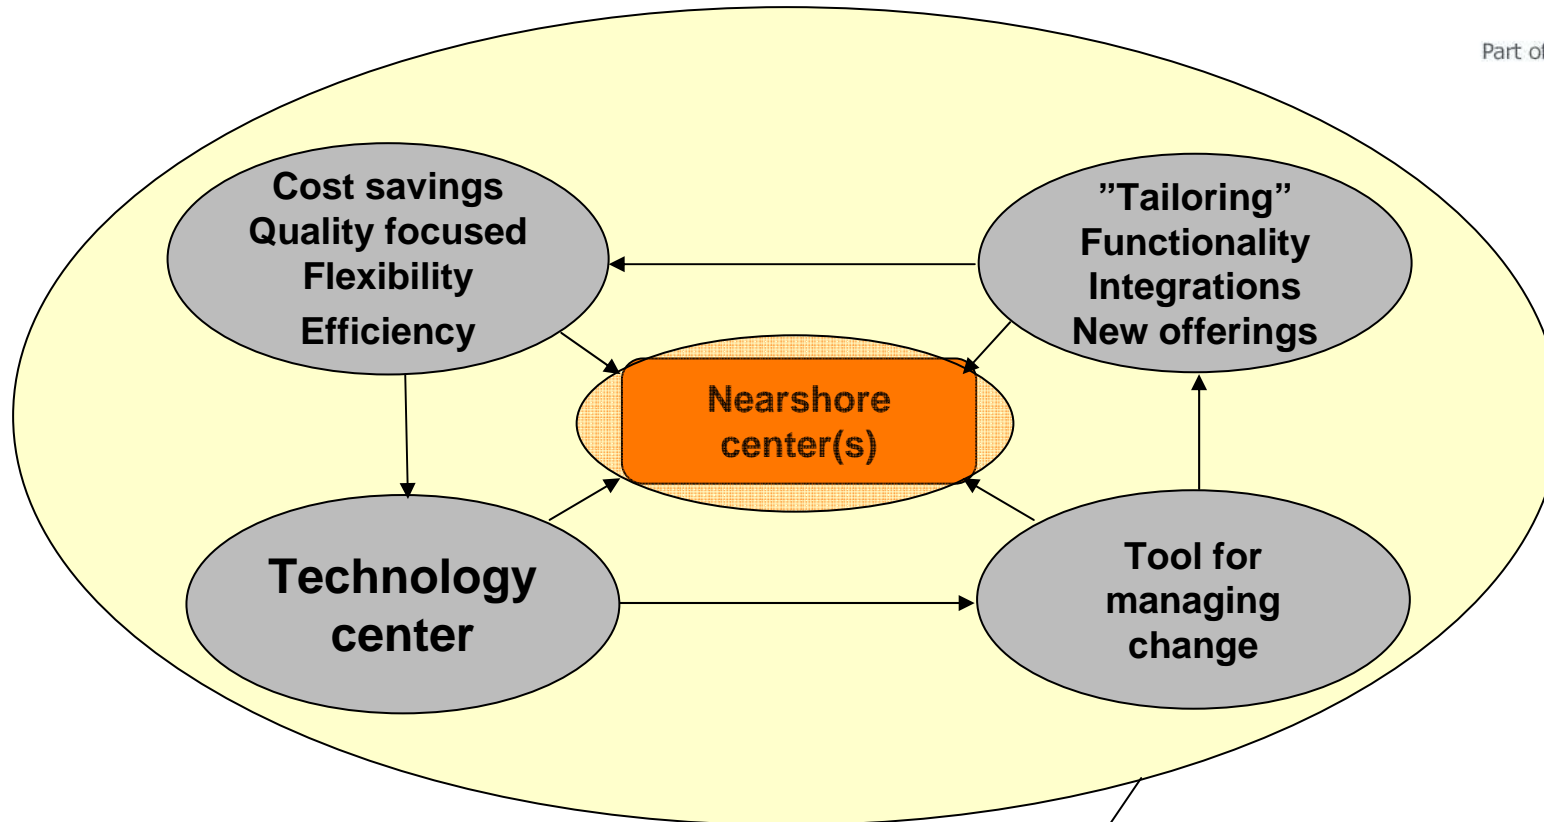 Part of
Cost savings
Quality focused
Flexibility
Efficiency
”Tailoring”
Functionality
Integrations
New offerings
Nearshore
center(s)
Technology
center
Tool for
managing
change